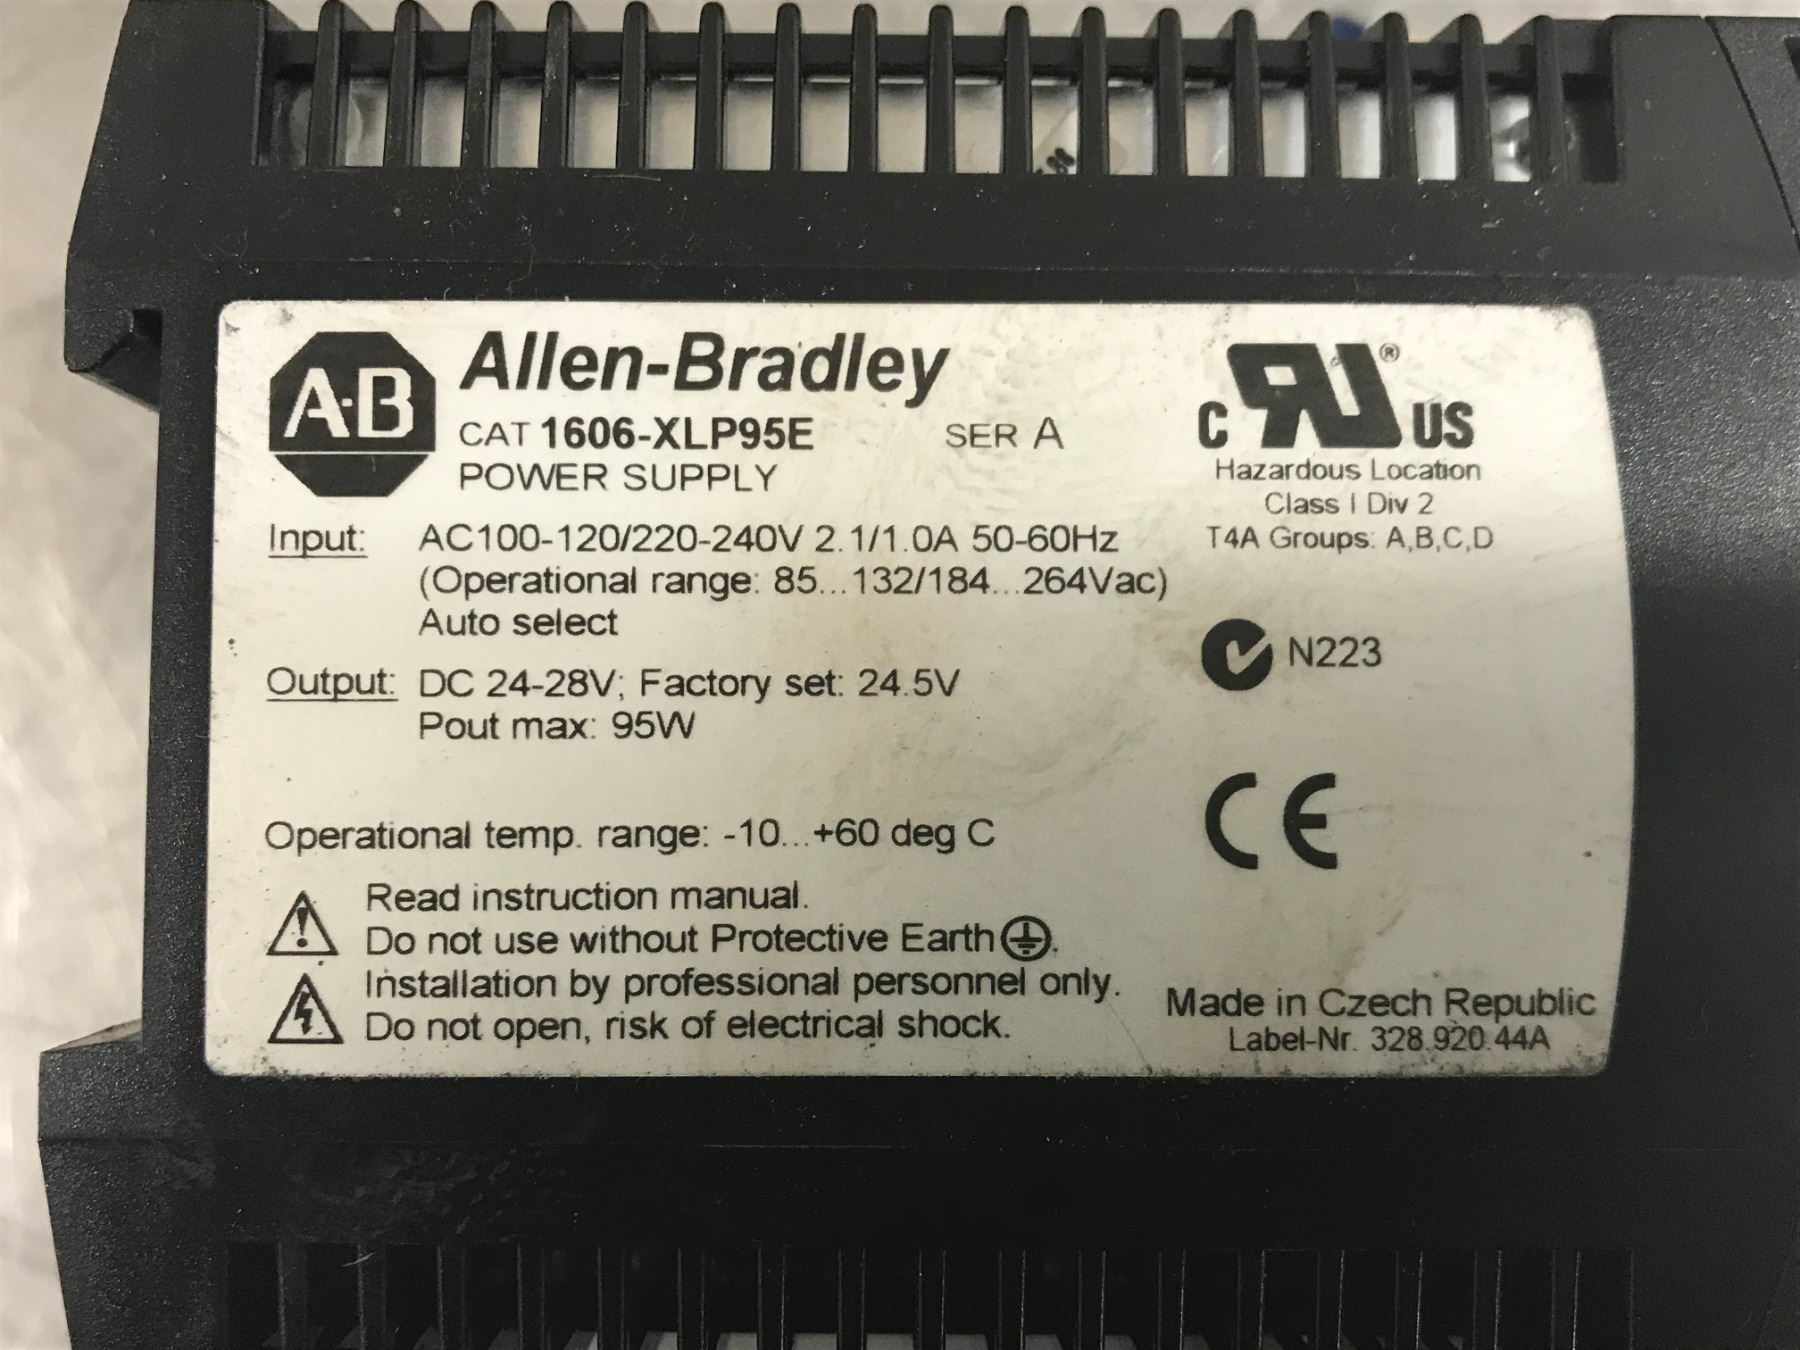 A-B Allen-Bradley
CAT 1606-XLP95E SER A
POWER SUPPLY
Input: AC100-120/220-240V 2.1/1.0A 50-60Hz
(Operational range: 85...132/184...264Vac)
Auto select
Output: DC 24-28V; Factory set: 24.5V
Pout max: 95W
Operational temp. range: -10...+60 deg C
Read instruction manual.
Do not use without Protective Earth.
Installation by professional personnel only.
Do not open, risk of electrical shock.
C RU ® US
Hazardous Location
Class I Div 2
T4A Groups: A,B,C,D
N223
CE
Made in Czech Republic
Label-Nr. 328.920.44A